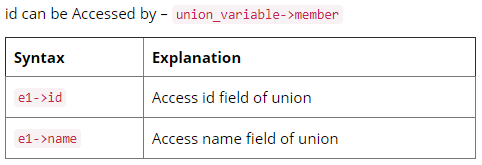 id can be Accessed by – union_variable->member
Syntax Explanation
e1->id Access id field of union
e1->name Access name field of union